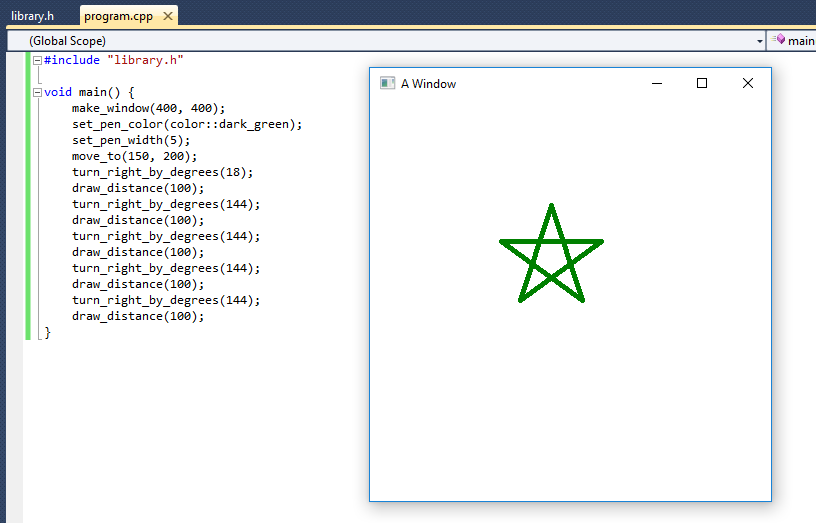 library.h program.cpp
(Global Scope) main
#include "library.h"
void main() {
make_window(400, 400);
set_pen_color(color::dark_green);
set_pen_width(5);
move_to(150, 200);
turn_right_by_degrees(18);
draw_distance(100);
turn_right_by_degrees(144);
draw_distance(100);
turn_right_by_degrees(144);
draw_distance(100);
turn_right_by_degrees(144);
draw_distance(100);
turn_right_by_degrees(144);
draw_distance(100);
}
A Window